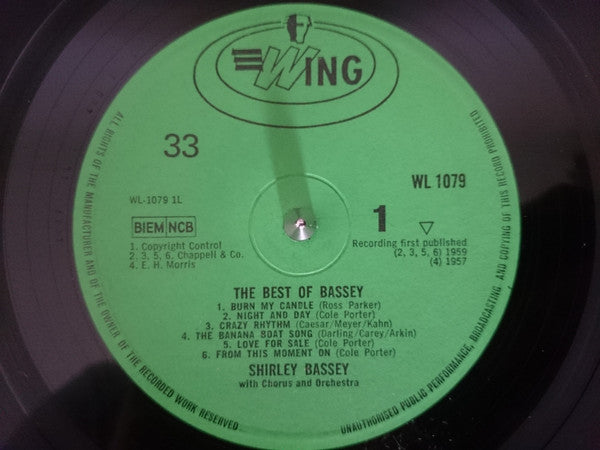 WING
33
WL 1079
WL·1079 1L
BIEM NCB
1
1. Copyright Control
2, 3, 5, 6, Chappell & Co.
4. E. H. Morris
Recording first published
(2, 3, 5, 6) 1959
(4) 1957
THE BEST OF BASSEY
1. BURN MY CANDLE (Ross Parker)
2. NIGHT AND DAY (Cole Porter)
3. CRAZY RHYTHM (Caesar/Meyer/Kahn)
4. THE BANANA BOAT SONG (Darling/Carey/Arkin)
5. LOVE FOR SALE (Cole Porter)
6. FROM THIS MOMENT ON (Cole Porter)
SHIRLEY BASSEY
with Chorus and Orchestra
ALL RIGHTS OF THE MANUFACTURER AND OF THE OWNER OF THE RECORDED WORK RESERVED.
UNAUTHORISED PUBLIC PERFORMANCE, BROADCASTING AND COPYING OF THIS RECORD PROHIBITED